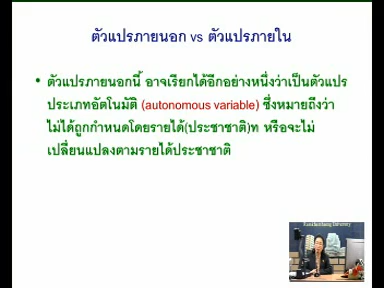 ตัวแปรภายนอก vs ตัวแปรภายใน
• ตัวแปรภายนอกนี้ อาจเรียกได้อีกอย่างหนึ่งว่าเป็นตัวแปร
ประเภทอัตโนมัติ (autonomous variable) ซึ่งหมายถึงว่า
ไม่ได้ถูกกำหนดโดยรายได้(ประชาชาติ)ท หรือจะไม่
เปลี่ยนแปลงตามรายได้ประชาชาติ